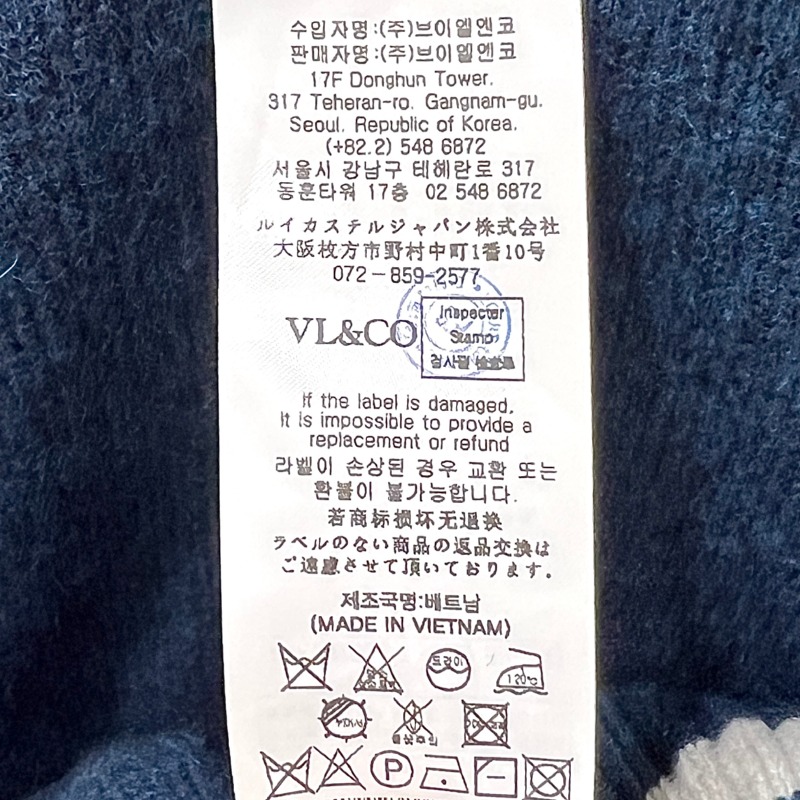 수입자명:(주)브이엘엔코
판매자명:(주)브이엘엔코
17F Donghun Tower.
317 Teheran-ro. Gangnam-gu.
Seoul. Republic of Korea.
(+82.2) 548 6872
서울시 강남구 테헤란로 317
동훈타워 17층 02 548 6872
ルイカステルジャパン株式会社
大阪枚方市野村中町1番10号
072-859-2577
VL&CO
Inspecter
Stamp
If the label is damaged,
It is impossible to provide a
replacement or refund
라벨이 손상된 경우 교환 또는
환불이 불가능합니다.
若商标损坏无退换
ラベルのない商品の返品交換は
ご遠慮させて頂いております。
제조국명:베트남
(MADE IN VIETNAM)
드라이
120℃
P